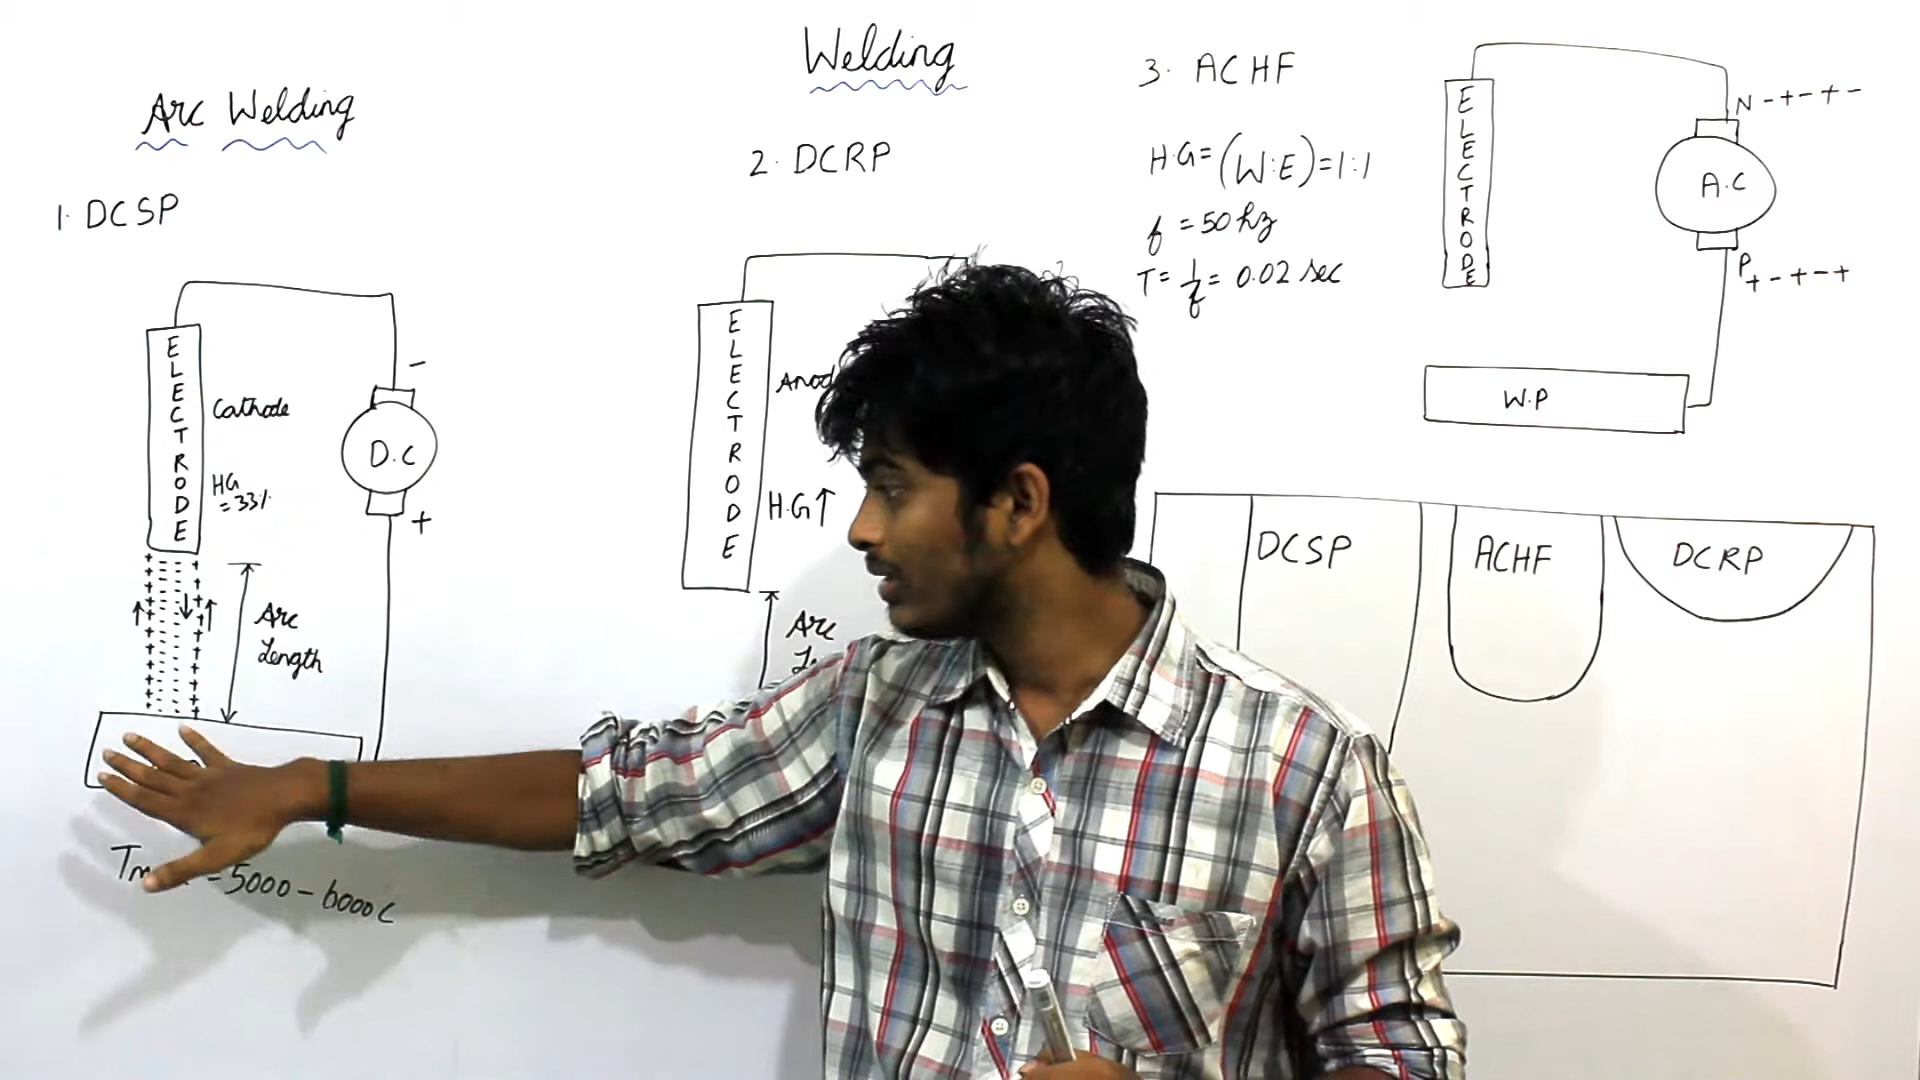 Welding
Arc Welding
1. DCSP
ELECTRODE
Cathode
HG
= 33%
-
D.C
+
Arc
Length
= 5000 - 6000C
2. DCRP
ELECTRODE
H.G↑
Arc
3. ACHF
H.G = (W:E) = 1:1
f = 50 hz
T = 1/f = 0.02 sec
ELECTRODE
N - + - + -
A.C
P + - + - +
W.P
DCSP
ACHF
DCRP